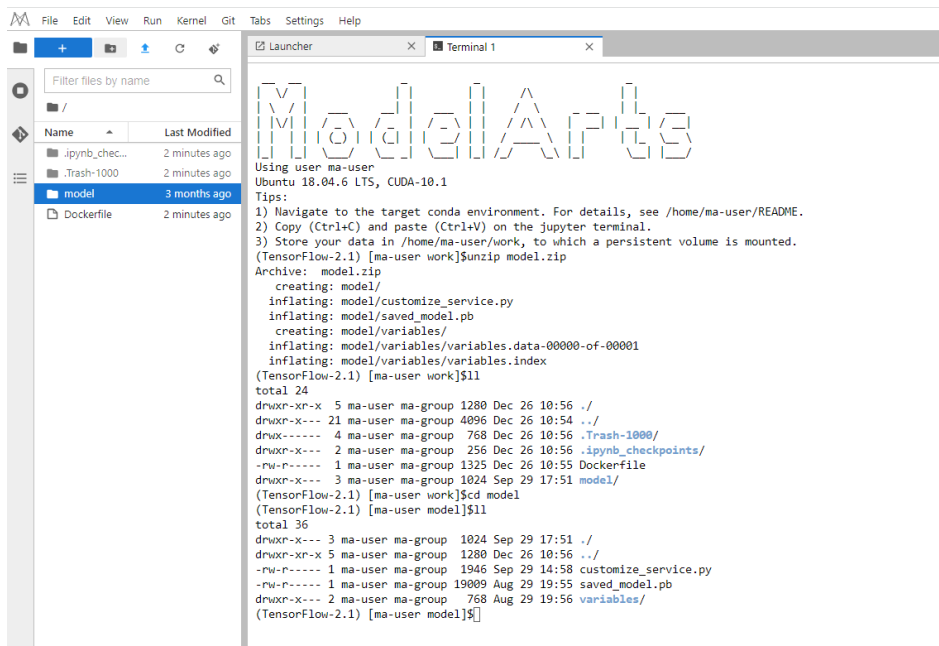 File Edit View Run Kernel Git Tabs Settings Help
+
Launcher
Terminal 1
Filter files by name
/
Name Last Modified
.ipynb_chec... 2 minutes ago
.Trash-1000 2 minutes ago
model 3 months ago
Dockerfile 2 minutes ago
ModelArts
Using user ma-user
Ubuntu 18.04.6 LTS, CUDA-10.1
Tips:
1) Navigate to the target conda environment. For details, see /home/ma-user/README.
2) Copy (Ctrl+C) and paste (Ctrl+V) on the jupyter terminal.
3) Store your data in /home/ma-user/work, to which a persistent volume is mounted.
(TensorFlow-2.1) [ma-user work]$unzip model.zip
Archive:  model.zip
   creating: model/
  inflating: model/customize_service.py
  inflating: model/saved_model.pb
   creating: model/variables/
  inflating: model/variables/variables.data-00000-of-00001
  inflating: model/variables/variables.index
(TensorFlow-2.1) [ma-user work]$ll
total 24
drwxr-xr-x  5 ma-user ma-group 1280 Dec 26 10:56 ./
drwxr-x--- 21 ma-user ma-group 4096 Dec 26 10:54 ../
drwx------  4 ma-user ma-group  768 Dec 26 10:56 .Trash-1000/
drwxr-x---  2 ma-user ma-group  256 Dec 26 10:56 .ipynb_checkpoints/
-rw-r-----  1 ma-user ma-group 1325 Dec 26 10:55 Dockerfile
drwxr-x---  3 ma-user ma-group 1024 Sep 29 17:51 model/
(TensorFlow-2.1) [ma-user work]$cd model
(TensorFlow-2.1) [ma-user model]$ll
total 36
drwxr-x--- 3 ma-user ma-group  1024 Sep 29 17:51 ./
drwxr-xr-x 5 ma-user ma-group  1280 Dec 26 10:56 ../
-rw-r----- 1 ma-user ma-group  1946 Sep 29 14:58 customize_service.py
-rw-r----- 1 ma-user ma-group 19009 Aug 29 19:55 saved_model.pb
drwxr-x--- 2 ma-user ma-group   768 Aug 29 19:56 variables/
(TensorFlow-2.1) [ma-user model]$